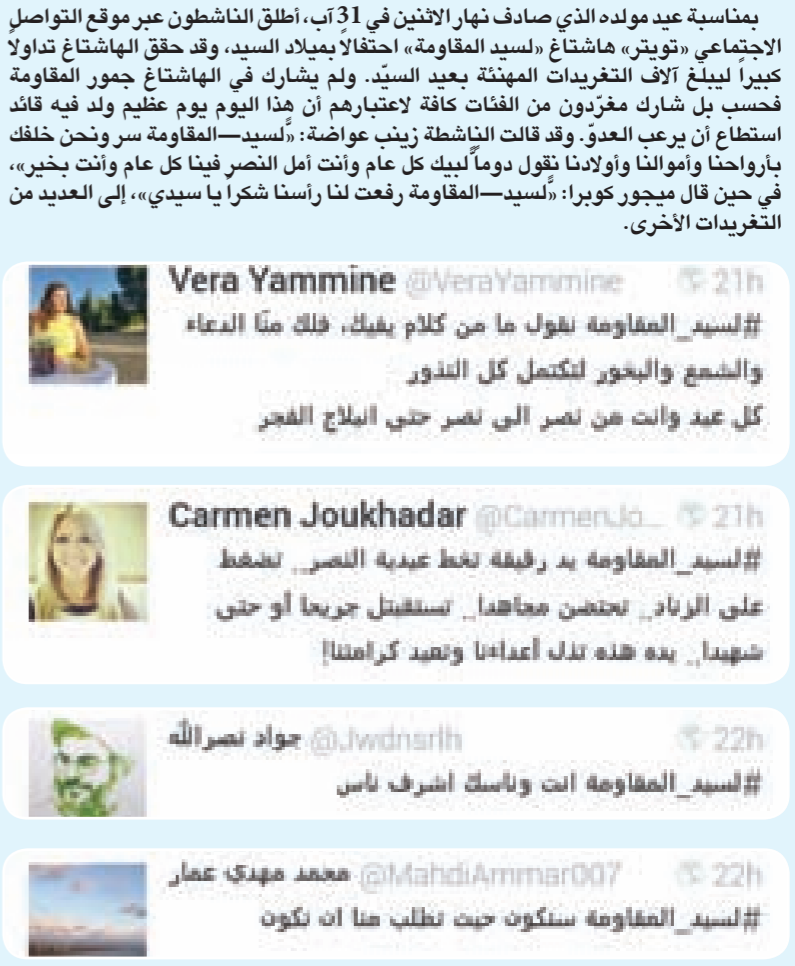 بمناسبة عيد مولده الذي صادف نهار الاثنين في 31 آب، أطلق الناشطون عبر موقع التواصل
الاجتماعي «تويتر» هاشتاغ «لسيد المقاومة» احتفالاً بميلاد السيد، وقد حقق الهاشتاغ تداولاً
كبيراً ليبلغ آلاف التغريدات المهنئة بعيد السيّد. ولم يشارك في الهاشتاغ جمور المقاومة
فحسب بل شارك مغرّدون من الفئات كافة لاعتبارهم أن هذا اليوم يوم عظيم ولد فيه قائد
استطاع أن يرعب العدوّ. وقد قالت الناشطة زينب عواضة: «لسيد—المقاومة سر ونحن خلفك
بأرواحنا وأموالنا وأولادنا نقول دوماً لبيك كل عام وأنت أمل النصر فينا كل عام وأنت بخير»،
في حين قال ميجور كوبرا: «لسيد—المقاومة رفعت لنا رأسنا شكراً يا سيدي»، إلى العديد من
التغريدات الأخرى.
Vera Yammine @VeraYammine 21h
#لسيد_المقاومة نقول ما من كلام يفيك، فلك منّا الدعاء
والشمع والبخور لتكتمل كل النذور
كل عيد وانت من نصر الى نصر حتى انبلاج الفجر
Carmen Joukhadar @CarmenJo... 21h
#لسيد_المقاومة يد رقيقة تخط عيدية النصر.. تضغط
على الزناد.. تحتضن مجاهدا.. تستقبل جريحا أو حتى
شهيدا.. يده هذه تذل أعداءنا وتعيد كرامتنا!
جواد نصرالله @Jwdnsrlh 22h
#لسيد_المقاومة انت وناسك اشرف ناس
محمد مهدي عمار @MahdiAmmar007 22h
#لسيد_المقاومة سنكون حيث تطلب منا ان نكون